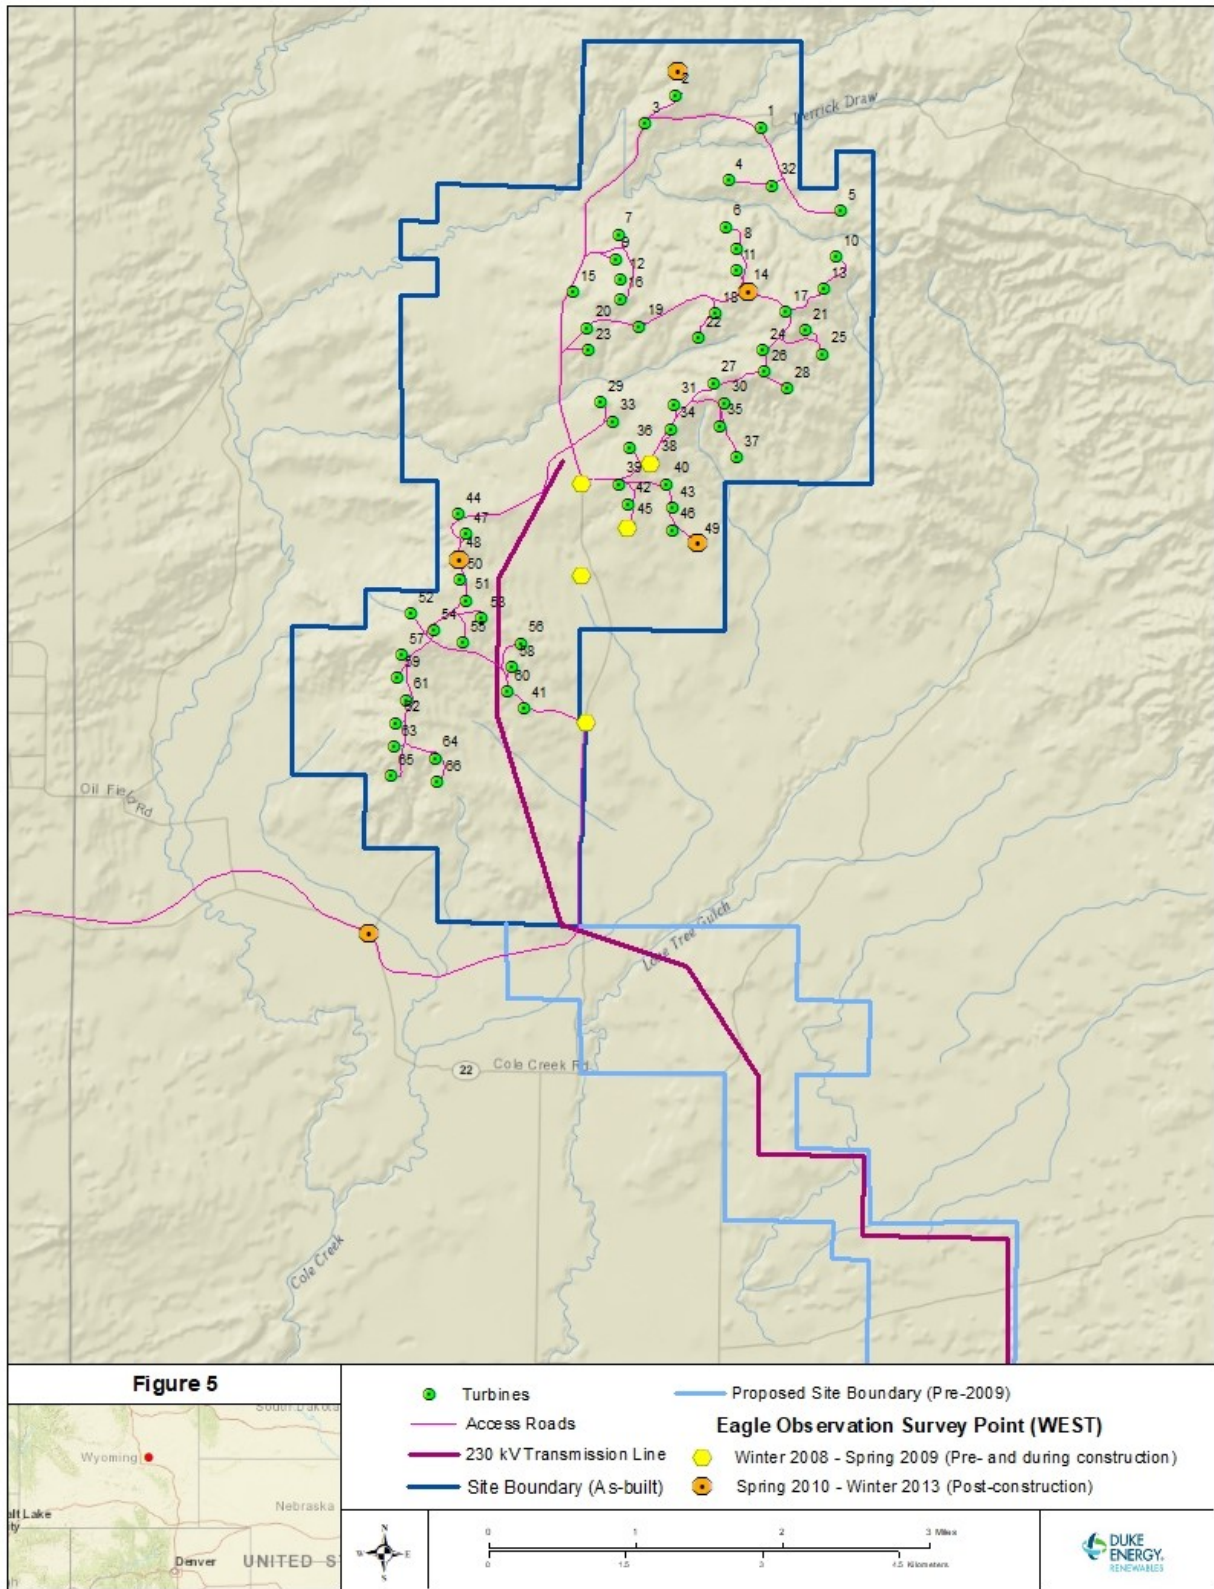 2
3
1
Derrick Draw
4
32
5
6
7
8
9
10
11
12
13
14
15
16
17
18
19
20
21
22
23
24
25
26
27
28
29
30
31
33
34
35
36
37
38
39
40
42
43
44
45
46
47
48
49
50
51
52
53
54
55
56
57
58
59
60
61
41
62
63
64
65
66
Oil Field Rd
Lone Tree Gulch
22 Cole Creek Rd
Cole Creek
Figure 5
South Dakota
Wyoming
Nebraska
alt Lake
ty
Denver
UNITED S
Turbines
Access Roads
230 kV Transmission Line
Site Boundary (As-built)
Proposed Site Boundary (Pre-2009)
Eagle Observation Survey Point (WEST)
Winter 2008 - Spring 2009 (Pre- and during construction)
Spring 2010 - Winter 2013 (Post-construction)
N
W E
S
0 1 2 3 Miles
0 1.5 3 4.5 Kilometers
DUKE
ENERGY®
RENEWABLES